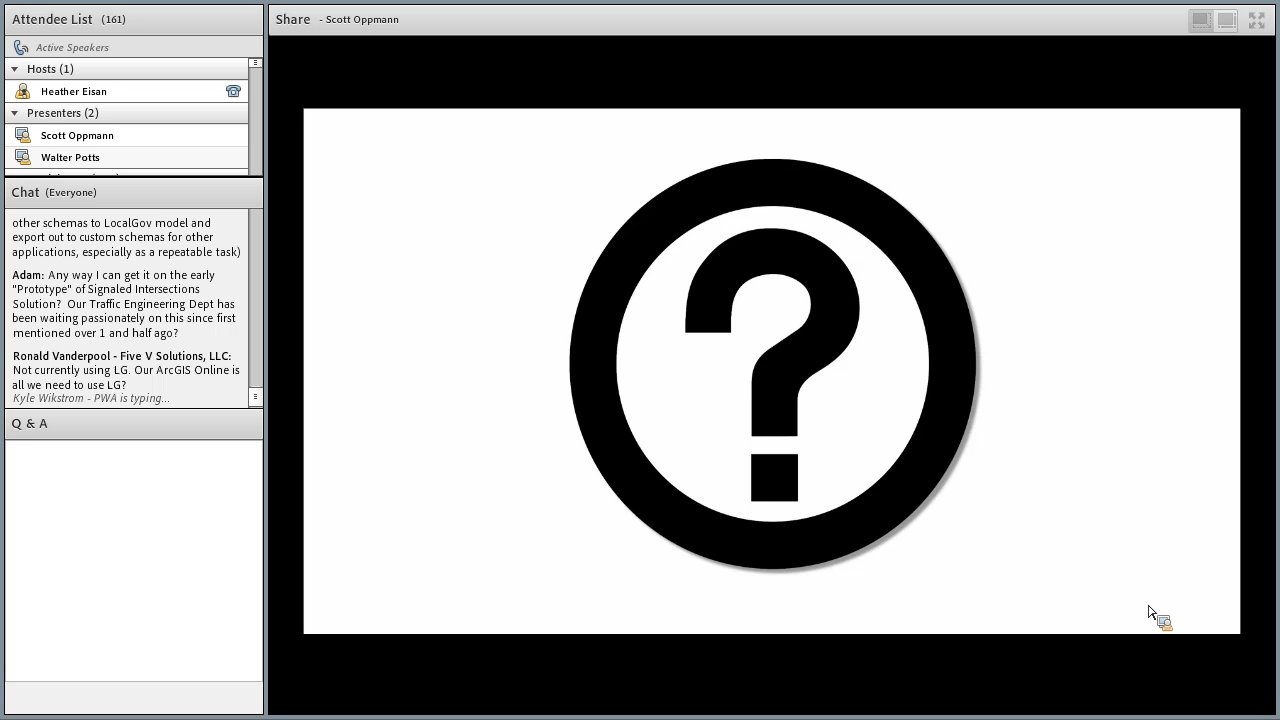 Attendee List (161)
Active Speakers
Hosts (1)
Heather Eisan
Presenters (2)
Scott Oppmann
Walter Potts
Chat (Everyone)
other schemas to LocalGov model and
export out to custom schemas for other
applications, especially as a repeatable task)
Adam: Any way I can get it on the early
"Prototype" of Signaled Intersections
Solution? Our Traffic Engineering Dept has
been waiting passionately on this since first
mentioned over 1 and half ago?
Ronald Vanderpool - Five V Solutions, LLC:
Not currently using LG. Our ArcGIS Online is
all we need to use LG?
Kyle Wikstrom - PWA is typing...
Q & A
Share - Scott Oppmann
?